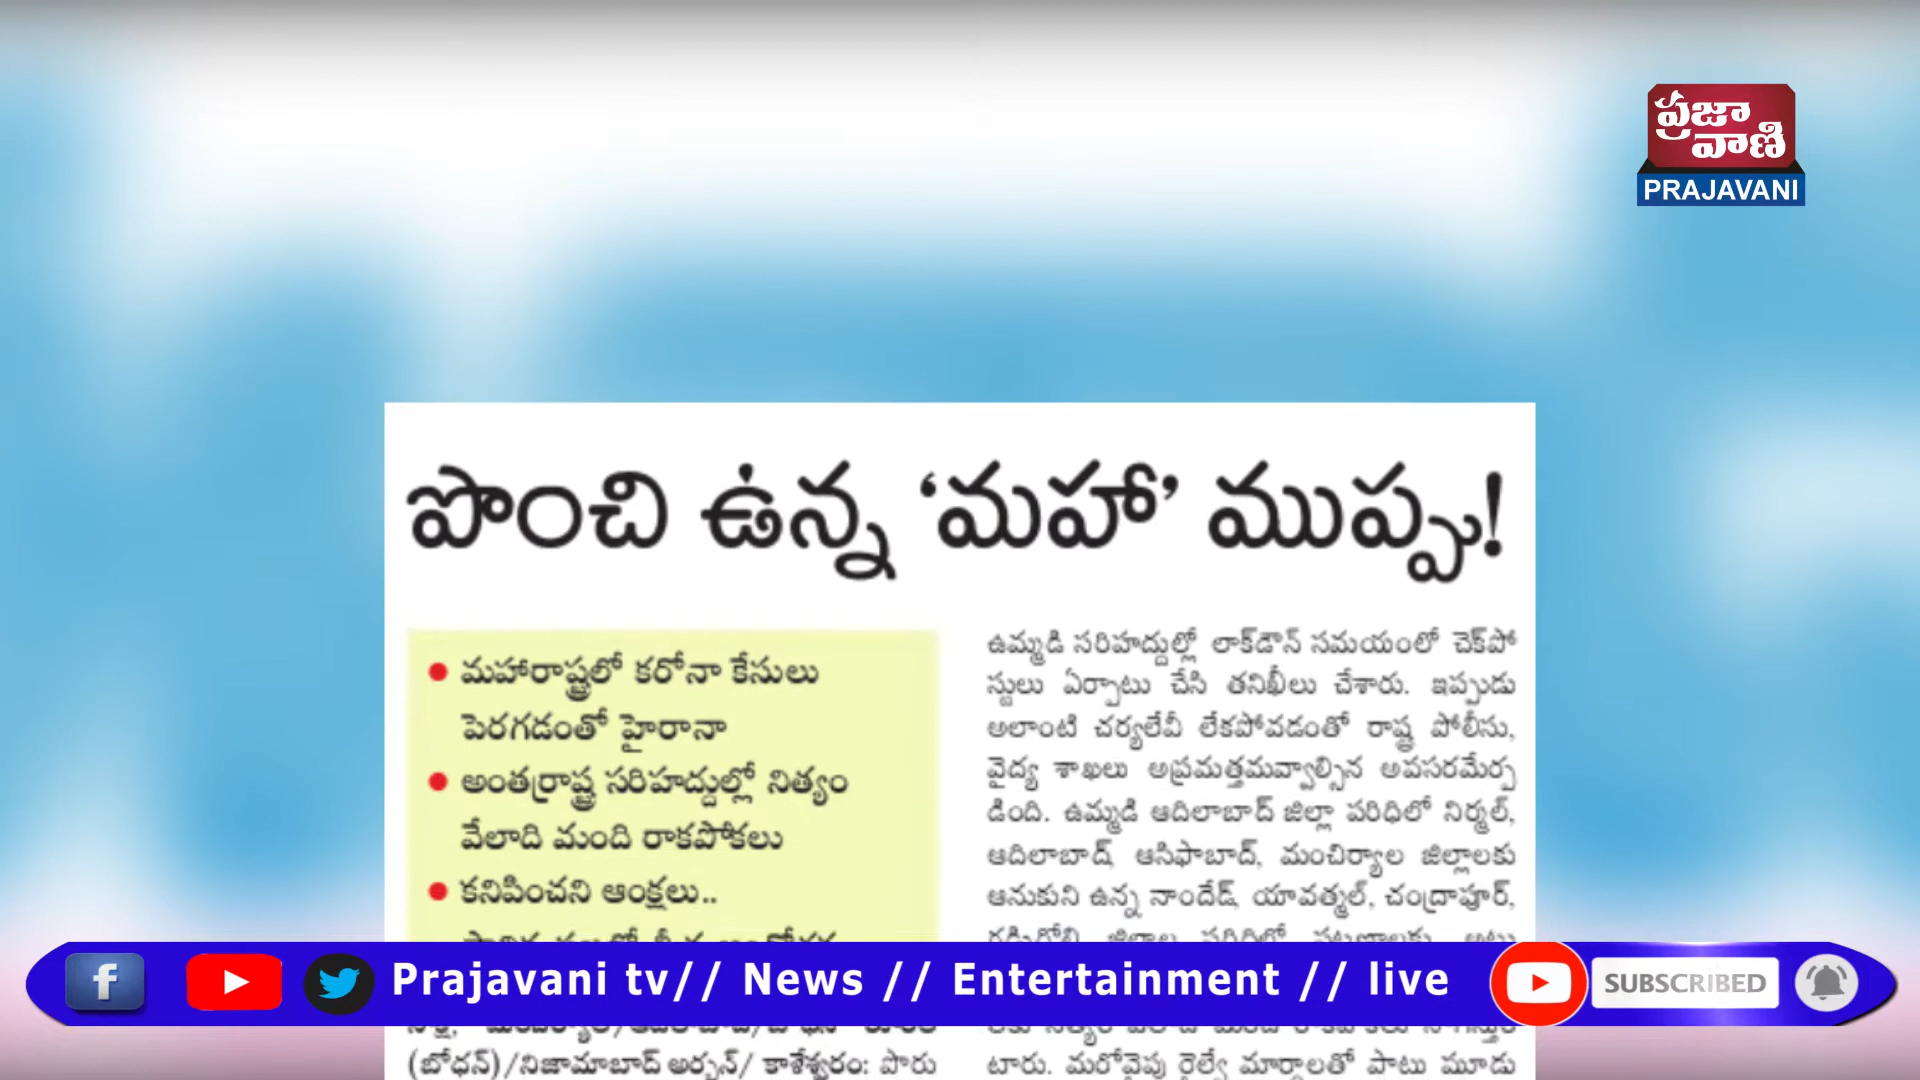 ప్రజా
వాణి
PRAJAVANI
పొంచి ఉన్న ‘మహా’ ముప్పు!
● మహారాష్ట్రలో కరోనా కేసులు
పెరగడంతో హైరానా
● అంతర్రాష్ట్ర సరిహద్దుల్లో నిత్యం
వేలాది మంది రాకపోకలు
● కనిపించని ఆంక్షలు..
(బోధన్)/నిజామాబాద్ అర్బన్/ కాళేశ్వరం: పొరు
ఉమ్మడి సరిహద్దుల్లో లాక్‌డౌన్ సమయంలో చెక్‌పో
స్టులు ఏర్పాటు చేసి తనిఖీలు చేశారు. ఇప్పుడు
అలాంటి చర్యలేవీ లేకపోవడంతో రాష్ట్ర పోలీసు,
వైద్య శాఖలు అప్రమత్తమవ్వాల్సిన అవసరమేర్ప
డింది. ఉమ్మడి ఆదిలాబాద్ జిల్లా పరిధిలో నిర్మల్,
ఆదిలాబాద్, ఆసిఫాబాద్, మంచిర్యాల జిల్లాలకు
ఆనుకుని ఉన్న నాందేడ్, యావత్మల్, చంద్రాపూర్,
టారు. మరోవైపు రైల్వే మార్గాలతో పాటు మూడు
Prajavani tv// News // Entertainment // live
SUBSCRIBED